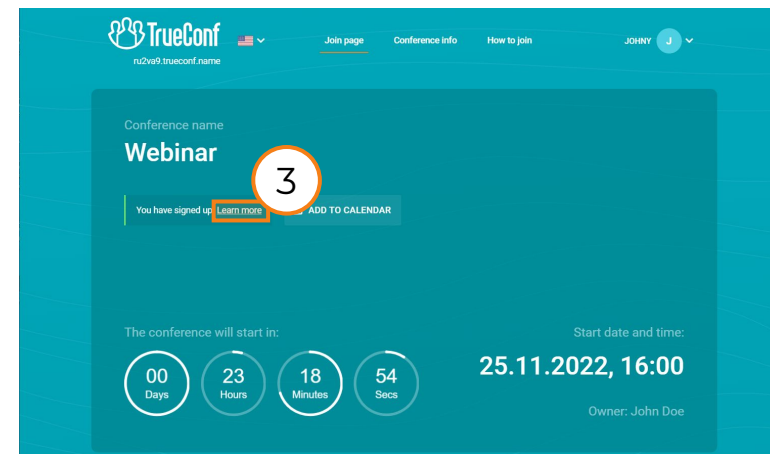 TrueConf
ru2va9.trueconf.name
Join page Conference info How to join JOHNY J
Conference name
Webinar
3
You have signed up Learn more ADD TO CALENDAR
The conference will start in:
00 Days
23 Hours
18 Minutes
54 Secs
Start date and time:
25.11.2022, 16:00
Owner: John Doe